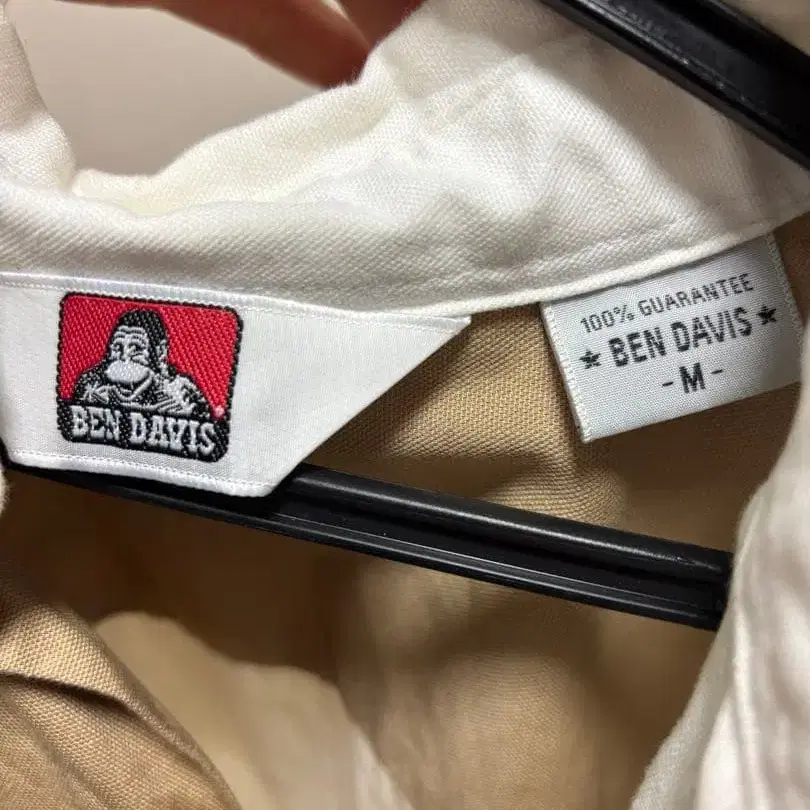 BEN DAVIS
100% GUARANTEE
★ BEN DAVIS ★
- M -